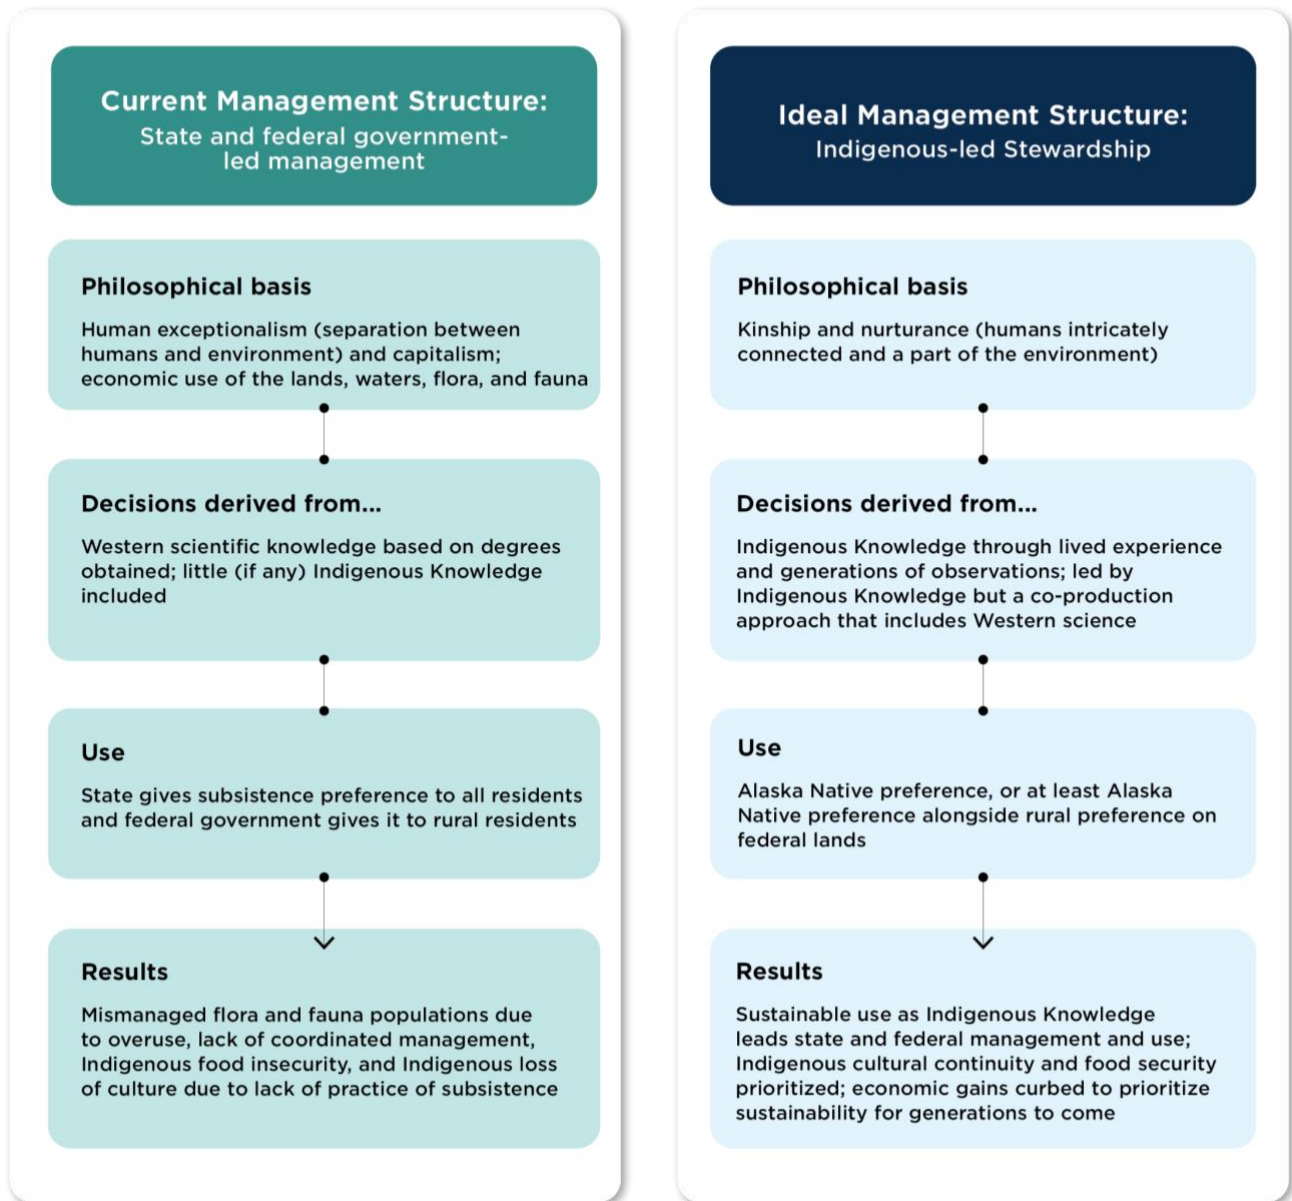 Current Management Structure:
State and federal government-
led management
Philosophical basis
Human exceptionalism (separation between
humans and environment) and capitalism;
economic use of the lands, waters, flora, and fauna
Decisions derived from...
Western scientific knowledge based on degrees
obtained; little (if any) Indigenous Knowledge
included
Use
State gives subsistence preference to all residents
and federal government gives it to rural residents
Results
Mismanaged flora and fauna populations due
to overuse, lack of coordinated management,
Indigenous food insecurity, and Indigenous loss
of culture due to lack of practice of subsistence
Ideal Management Structure:
Indigenous-led Stewardship
Philosophical basis
Kinship and nurturance (humans intricately
connected and a part of the environment)
Decisions derived from...
Indigenous Knowledge through lived experience
and generations of observations; led by
Indigenous Knowledge but a co-production
approach that includes Western science
Use
Alaska Native preference, or at least Alaska
Native preference alongside rural preference on
federal lands
Results
Sustainable use as Indigenous Knowledge
leads state and federal management and use;
Indigenous cultural continuity and food security
prioritized; economic gains curbed to prioritize
sustainability for generations to come